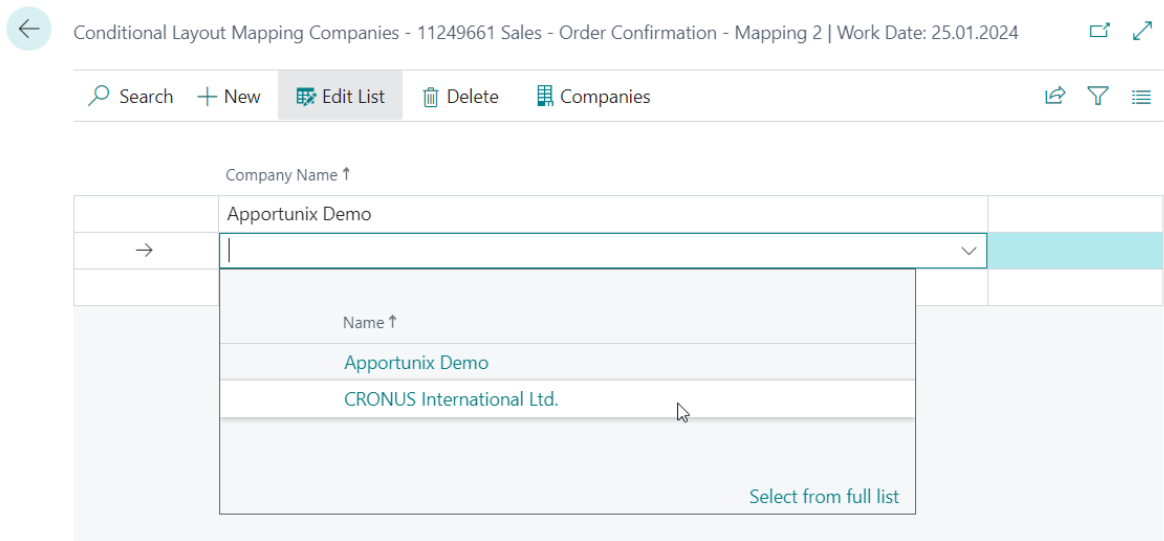 Conditional Layout Mapping Companies - 11249661 Sales - Order Confirmation - Mapping 2 | Work Date: 25.01.2024
Search New Edit List Delete Companies
Company Name ↑
Apportunix Demo
Name ↑
Apportunix Demo
CRONUS International Ltd.
Select from full list